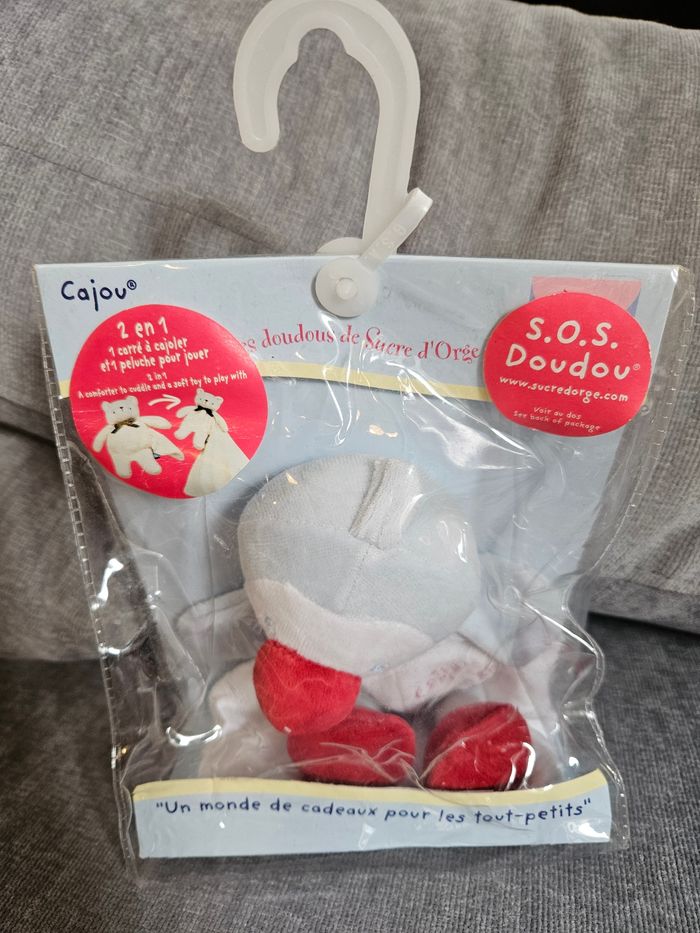 Cajou®
2 en 1
1 carré à cajoler
et 1 peluche pour jouer
2 in 1
A comforter to cuddle and a soft toy to play with
doudous de Sucre d'Orge
S.O.S.
Doudou®
www.sucredorge.com
Voir au dos
See back of package
"Un monde de cadeaux pour les tout-petits"